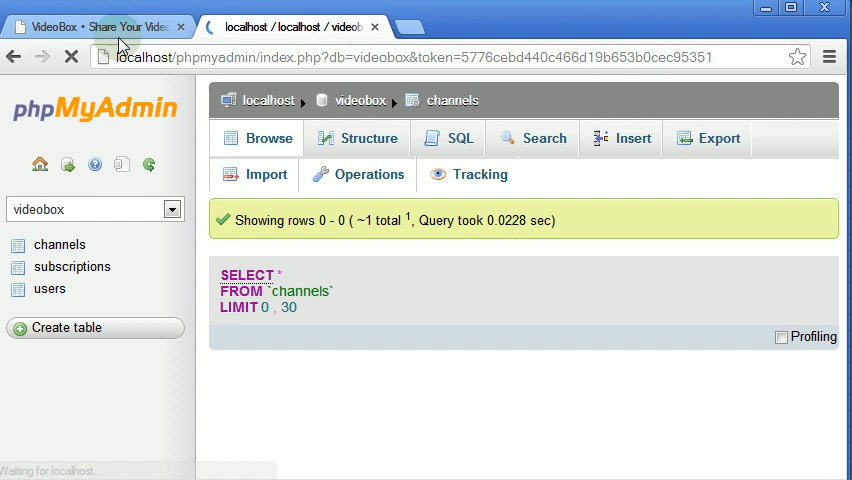 VideoBox • Share Your Video
localhost / localhost / videob
localhost/phpmyadmin/index.php?db=videobox&token=5776cebd440c466d19b653b0cec95351
phpMyAdmin
localhost videobox channels
Browse Structure SQL Search Insert Export
Import Operations Tracking
videobox
channels
subscriptions
users
Create table
Showing rows 0 - 0 ( ~1 total 1, Query took 0.0228 sec)
SELECT *
FROM `channels`
LIMIT 0 , 30
Profiling
Waiting for localhost...